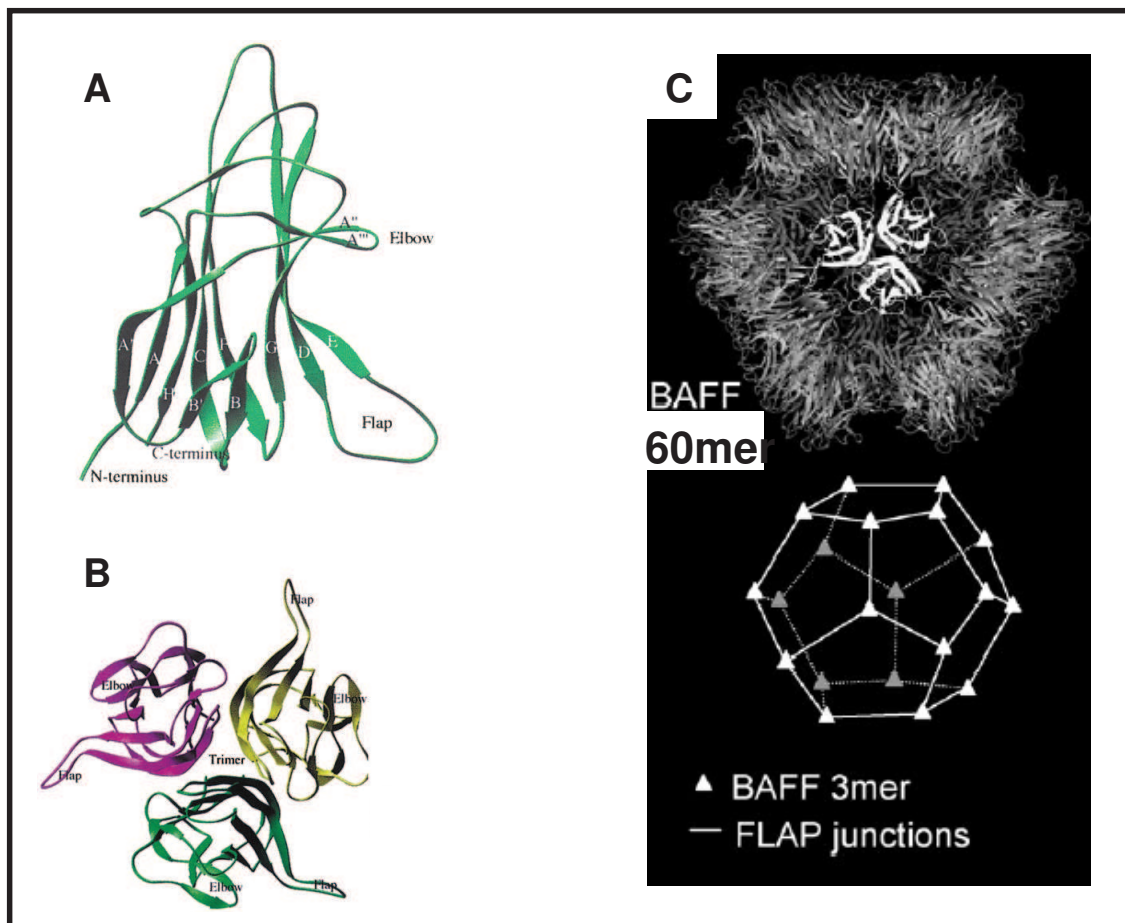 A
A"
A'''
Elbow
A'
A
C
F
G
D
E
H
B'
B
Flap
C-terminus
N-terminus
B
Flap
Elbow
Elbow
Trimer
Flap
Elbow
Flap
C
BAFF
60mer
▲ BAFF 3mer
— FLAP junctions